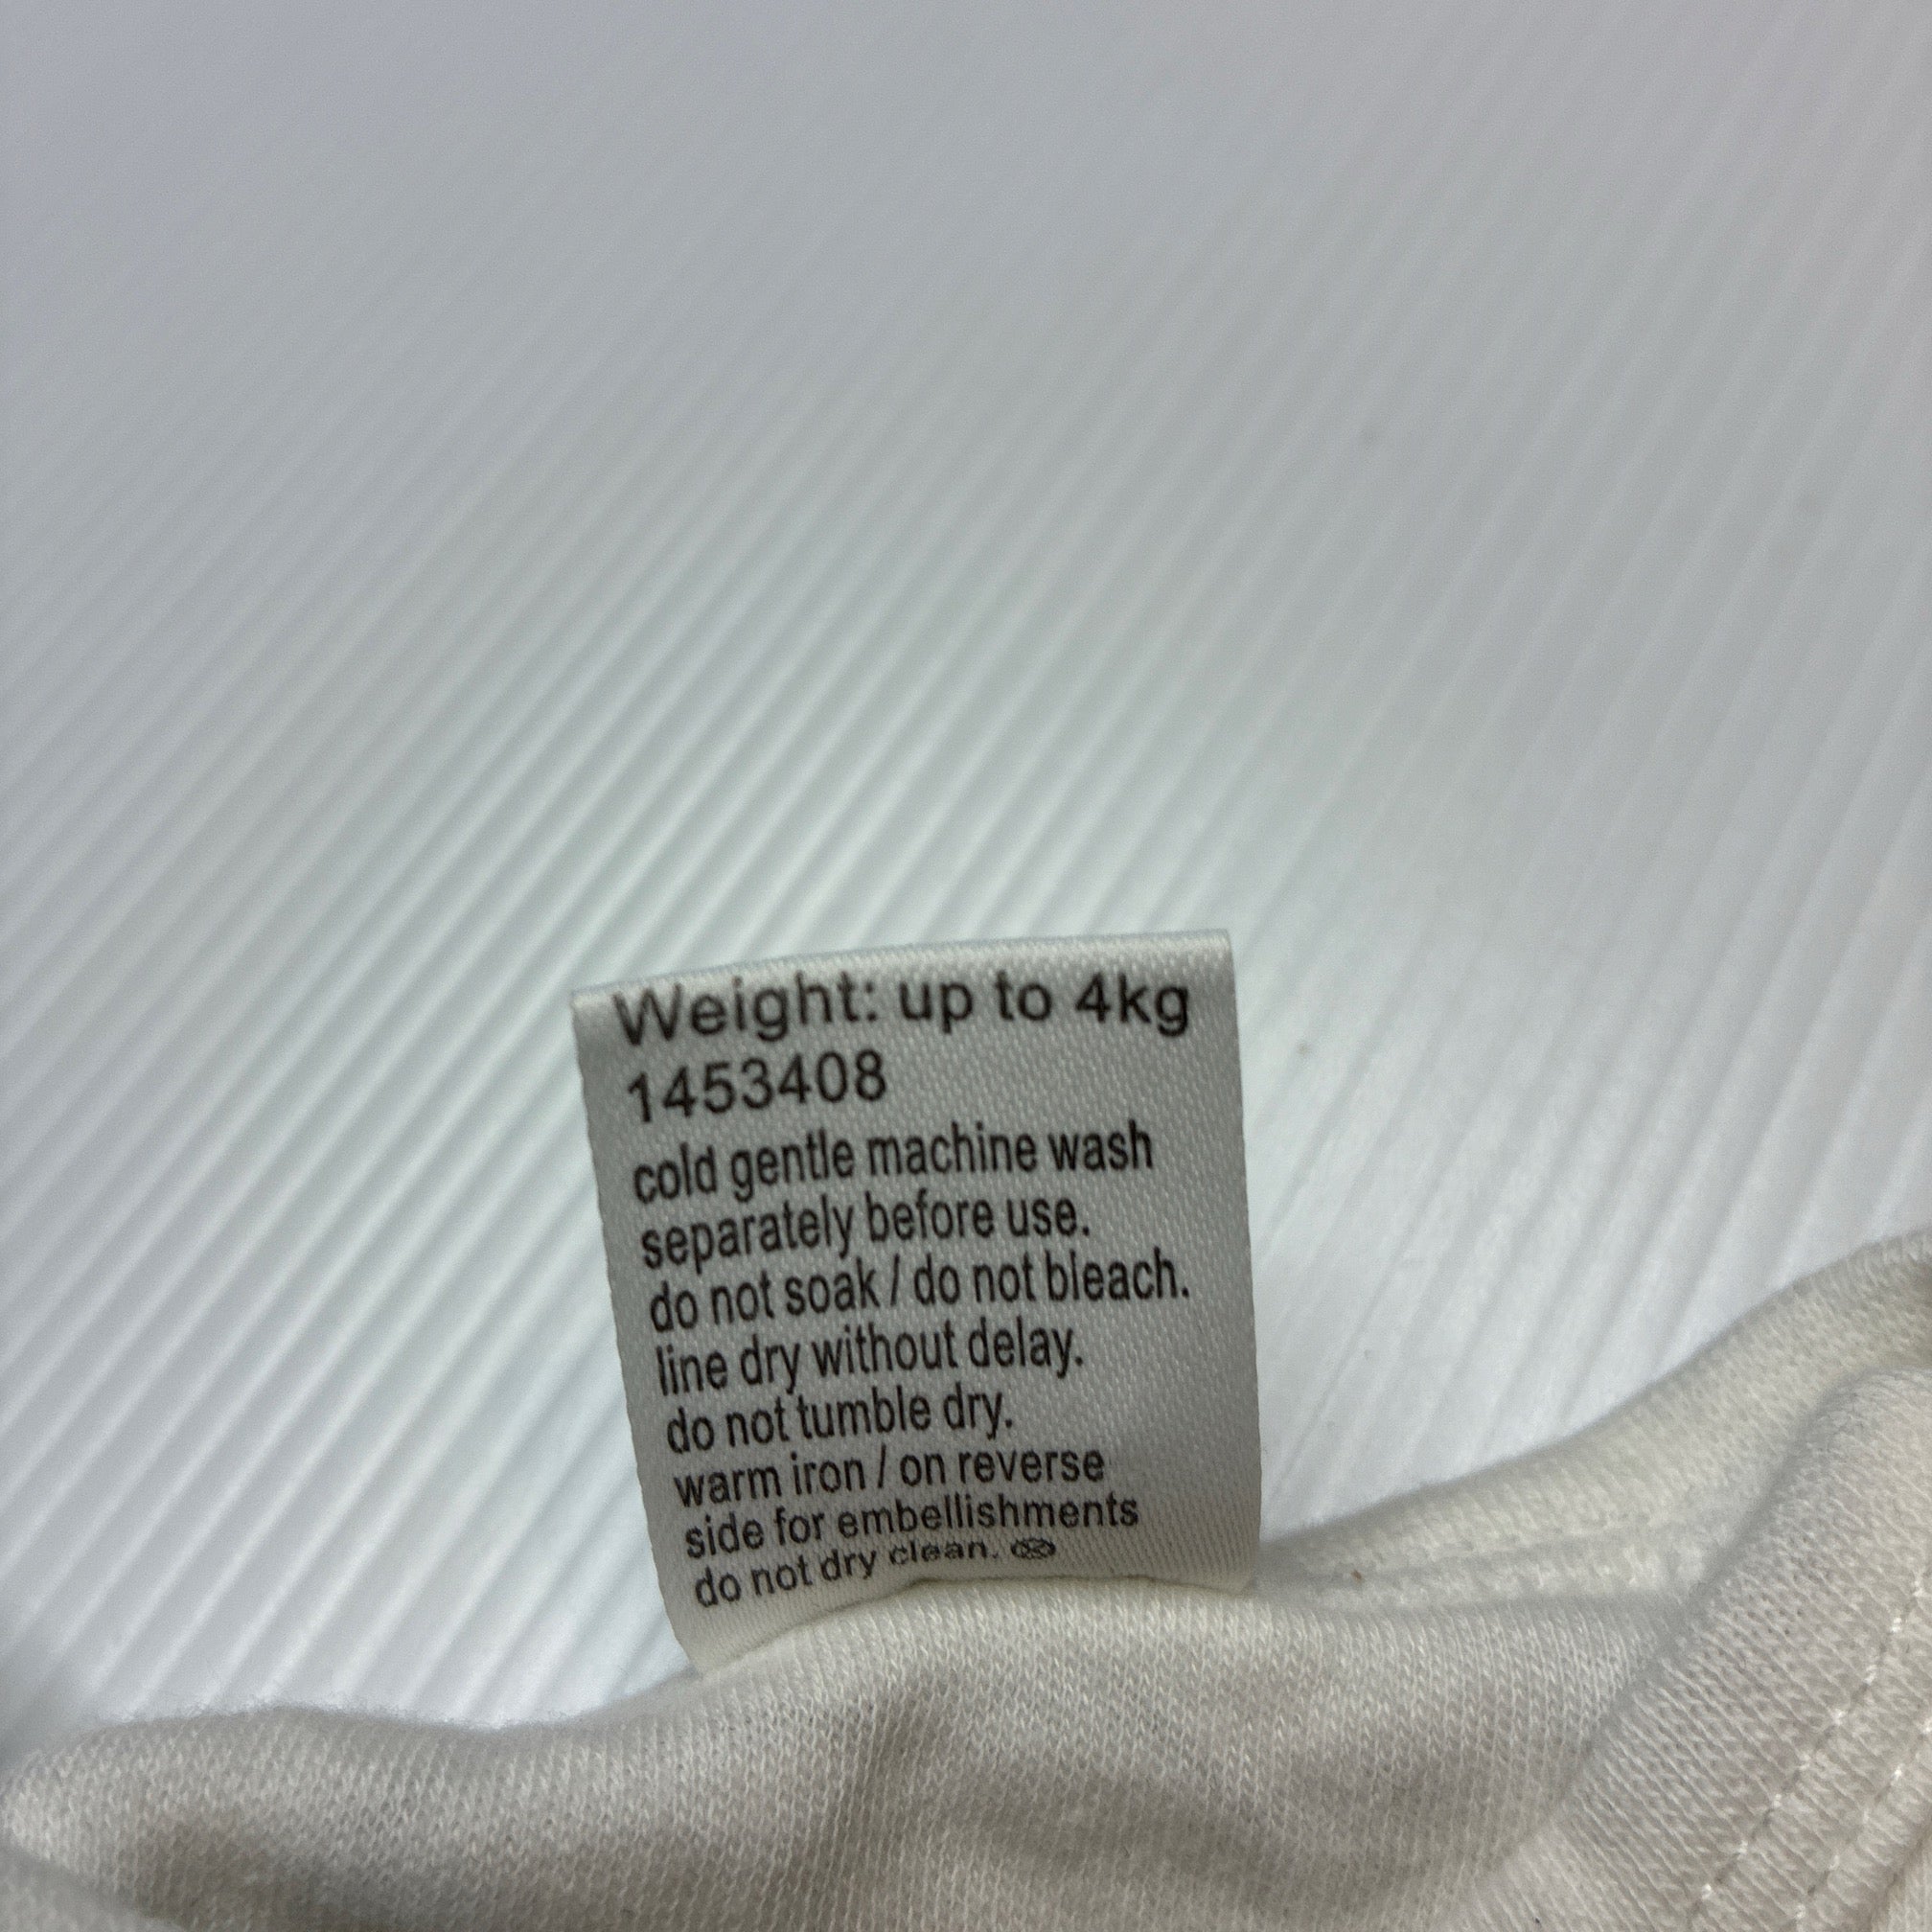 Weight: up to 4kg
1453408
cold gentle machine wash
separately before use.
do not soak / do not bleach.
line dry without delay.
do not tumble dry.
warm iron / on reverse
side for embellishments
do not dry clean.